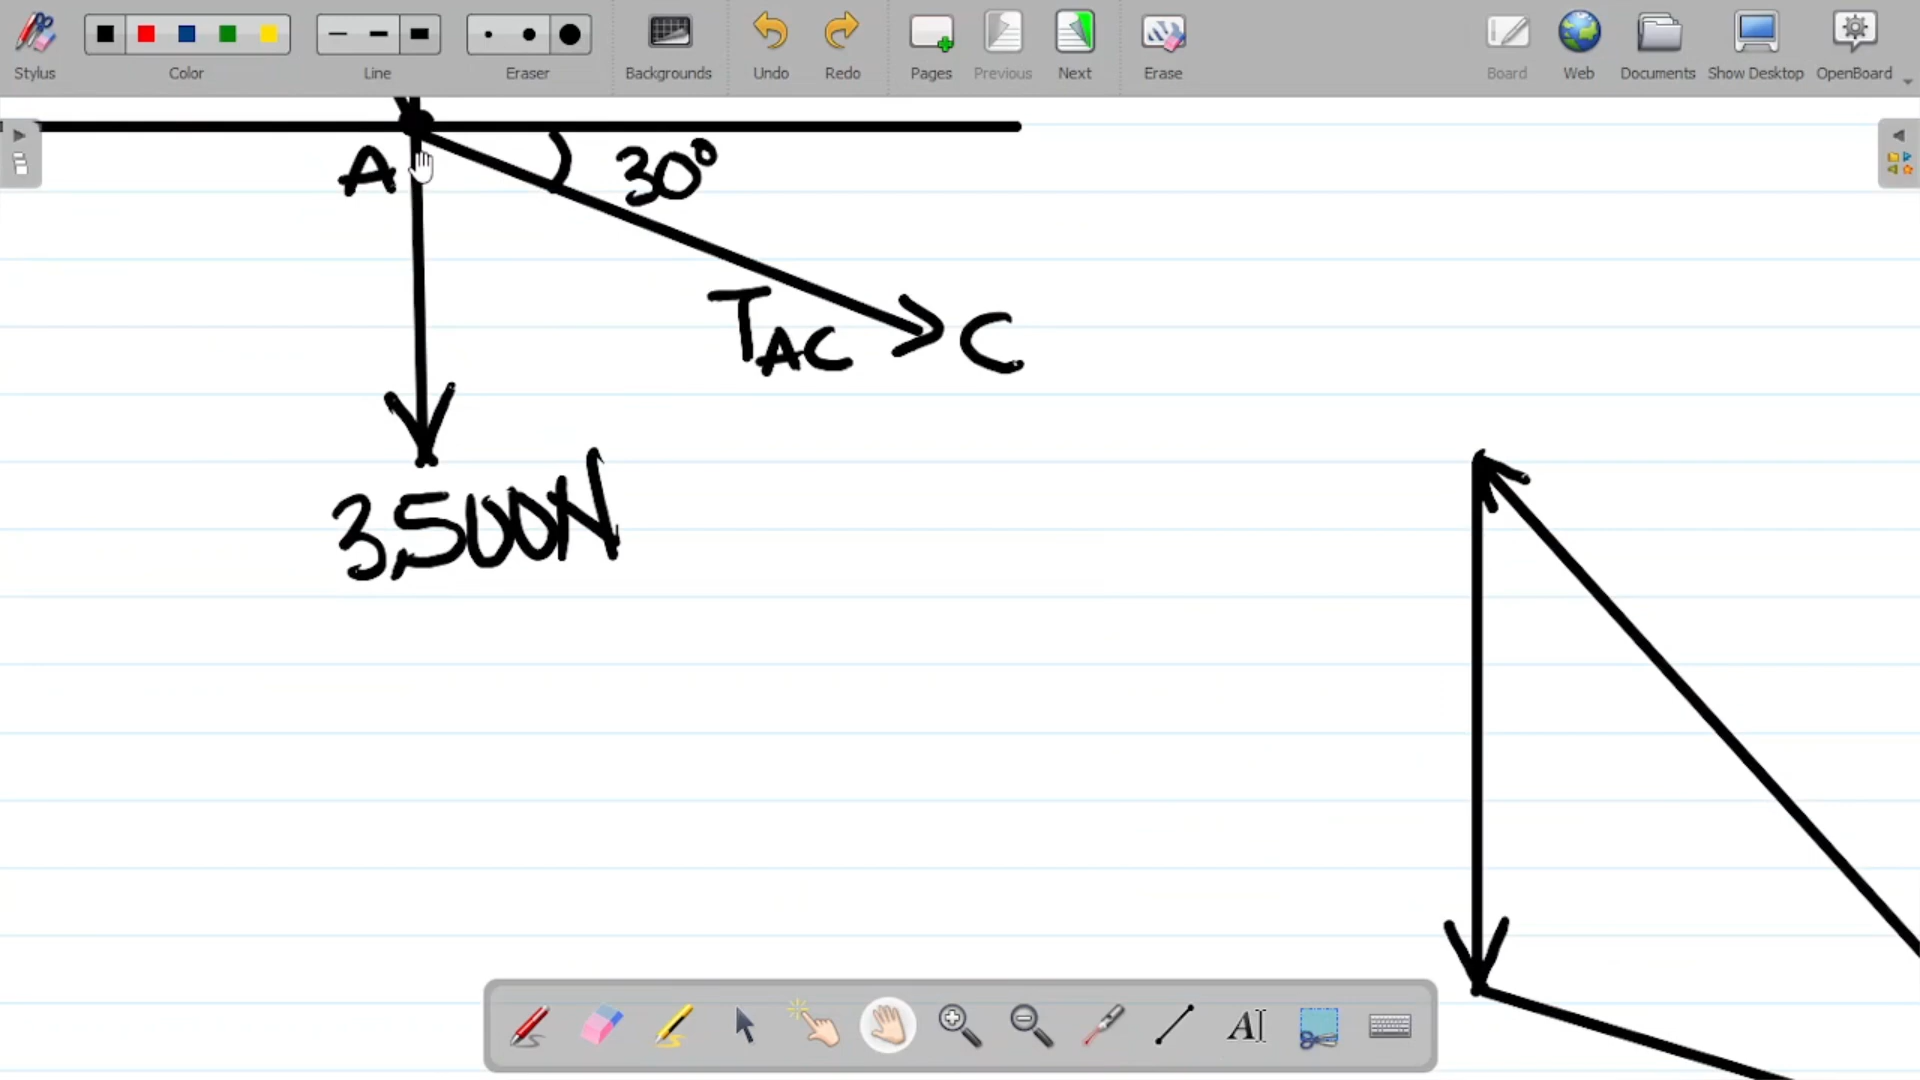 Stylus
Color
Line
Eraser
Backgrounds
Undo
Redo
Pages
Previous
Next
Erase
Board
Web
Documents
Show Desktop
OpenBoard
A
30°
TAC
C
3,500N
AI